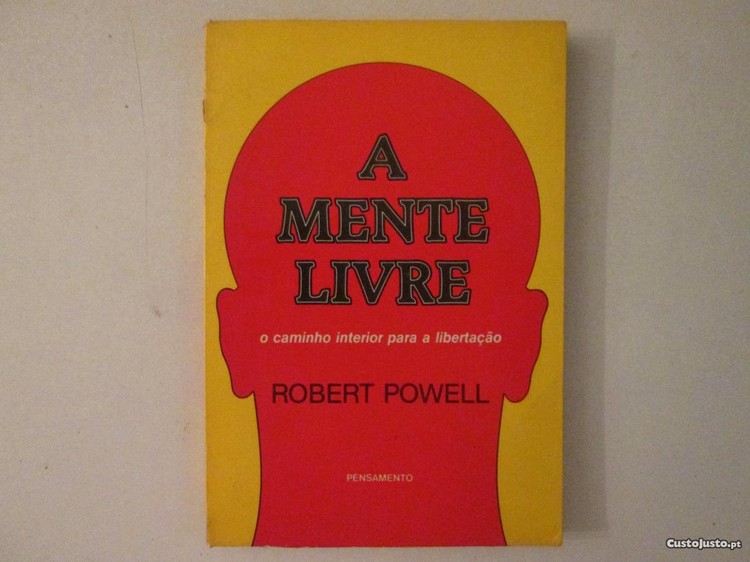 A
MENTE
LIVRE
o caminho interior para a libertação
ROBERT POWELL
PENSAMENTO
CustoJusto.pt